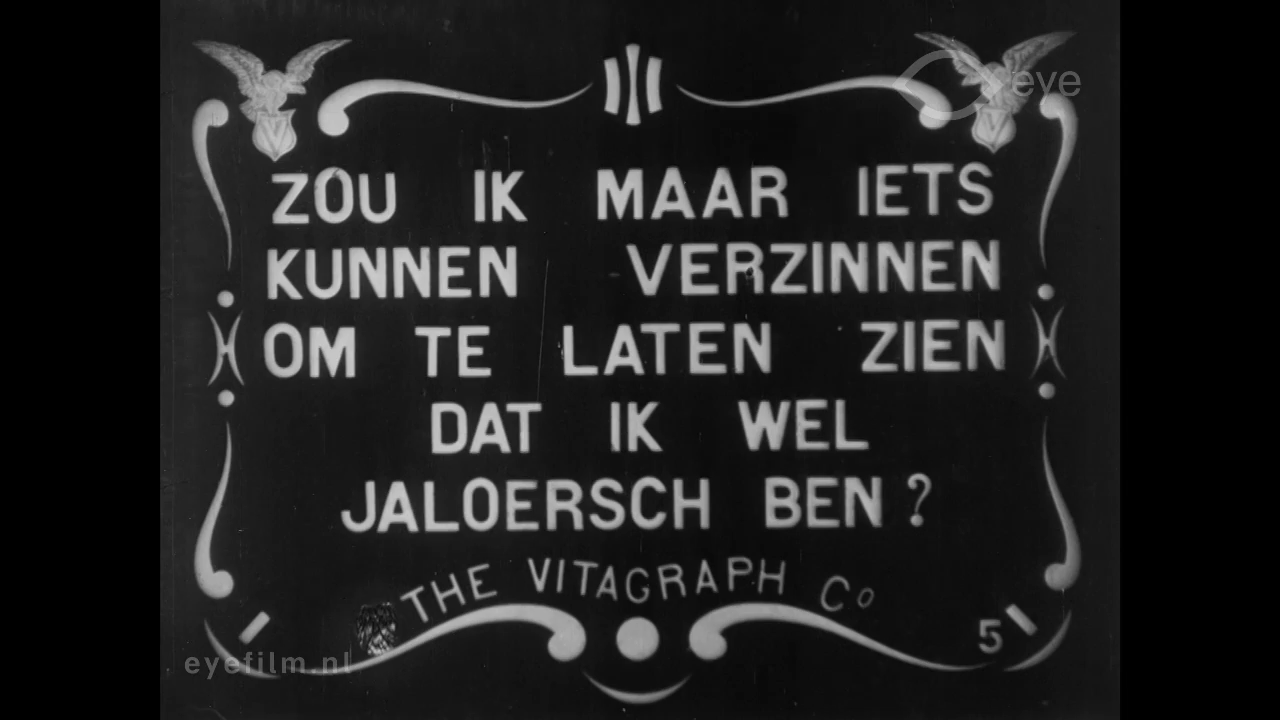 eye
ZOU IK MAAR IETS
KUNNEN VERZINNEN
OM TE LATEN ZIEN
DAT IK WEL
JALOERSCH BEN?
THE VITAGRAPH Co
5
eyefilm.nl
V
V